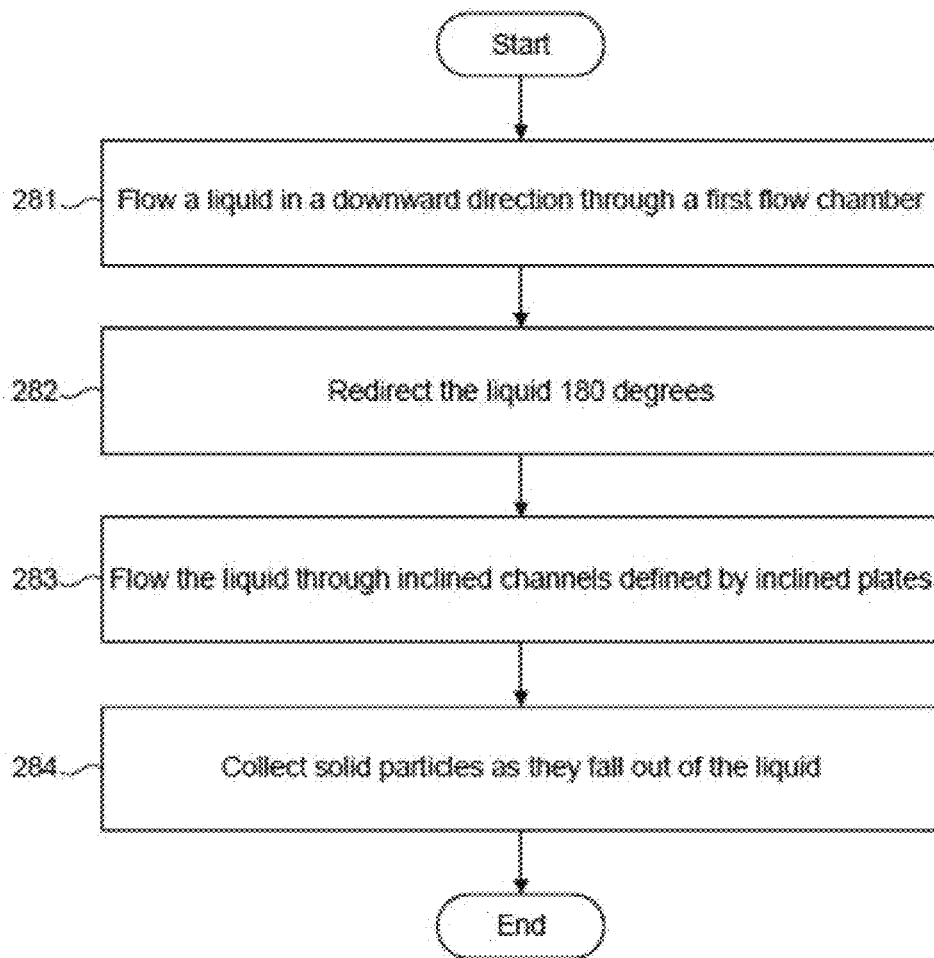 Start
281 Flow a liquid in a downward direction through a first flow chamber
282 Redirect the liquid 180 degrees
283 Flow the liquid through inclined channels defined by inclined plates
284 Collect solid particles as they fall out of the liquid
End